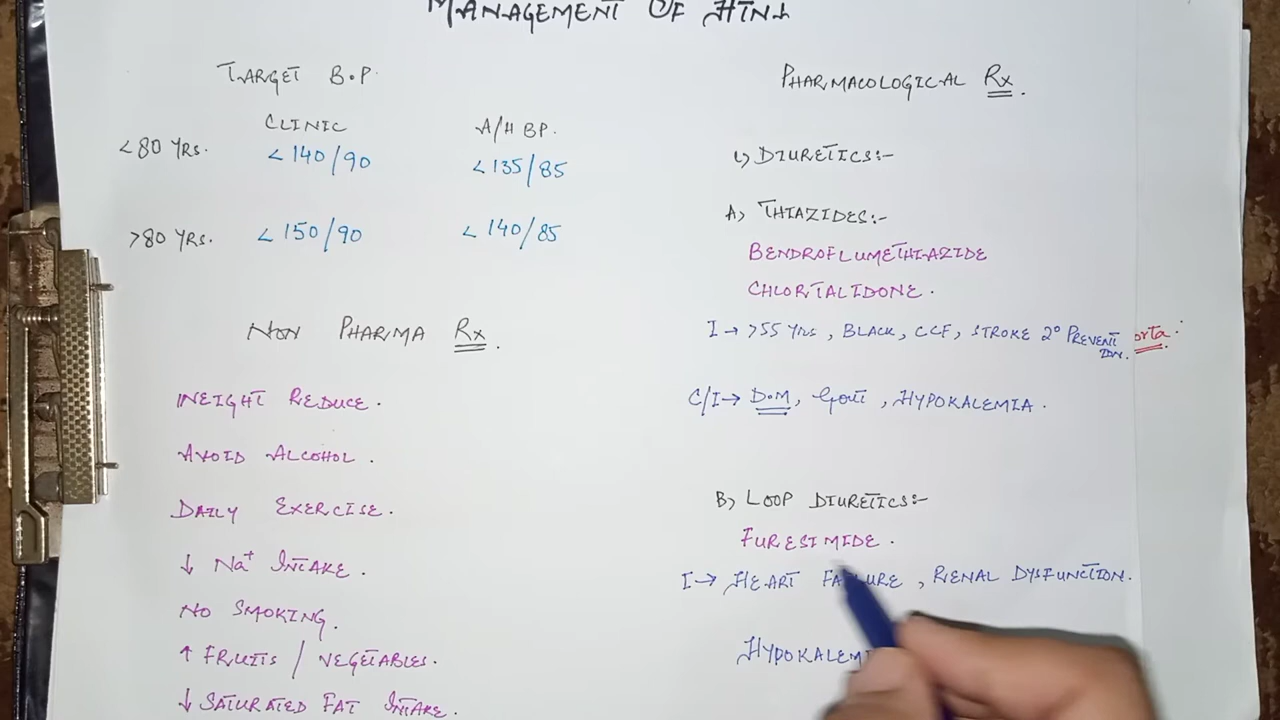 MANAGEMENT OF HTN
TARGET B.P.
CLINIC A/H BP.
<80 YRS. <140/90 <135/85
>80 YRS. <150/90 <140/85
NON PHARMA Rx.
WEIGHT REDUCE.
AVOID ALCOHOL.
DAILY EXERCISE.
↓ Na+ INTAKE.
NO SMOKING.
↑ FRUITS / VEGETABLES.
↓ SATURATED FAT INTAKE.
PHARMACOLOGICAL Rx.
1) DIURETICS:-
A) THIAZIDES:-
BENDROFLUMETHIAZIDE
CHLORTALIDONE.
I → >55 YRS, BLACK, CCF, STROKE 2° PREVENT
ION.
C/I → D.M, Gout, HYPOKALEMIA.
B) LOOP DIURETICS:-
FURESIMIDE.
I → HEART FAILURE, RENAL DYSFUNCTION.
HYPOKALEMI